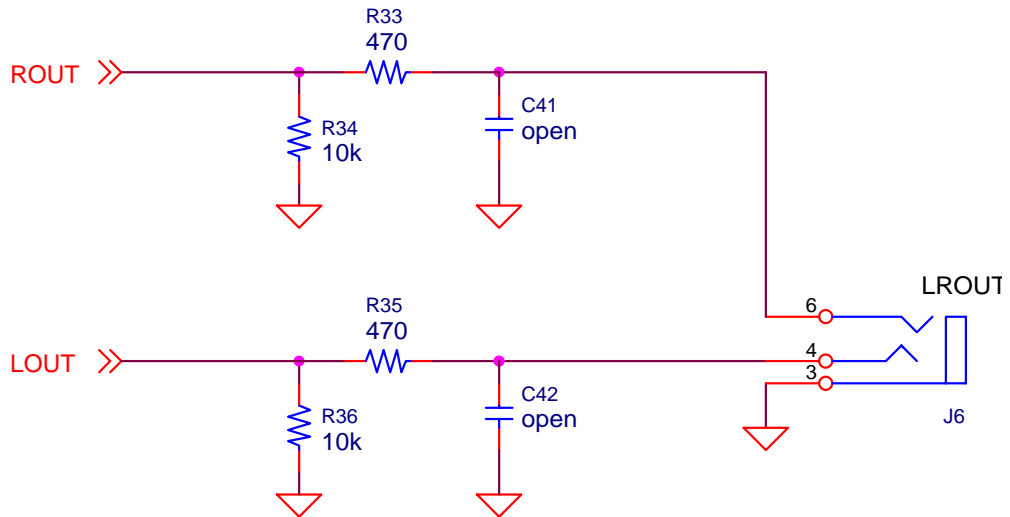 R33
470
ROUT
R34
10k
C41
open
LROUT
6
R35
470
LOUT
4
3
R36
10k
C42
open
J6